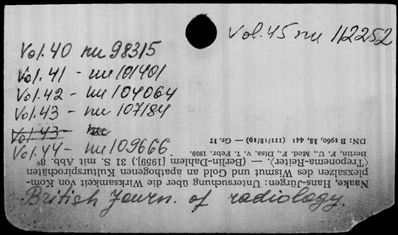 Vol. 45 nu 112252
Vol. 40 nu 98315
Vol. 41 - nu 101401
Vol. 42 - nu 104064
Vol. 43 - nu 107184
Vol. 43 - nu
Vol. 44 - nu 109666
British Journ. of radiology.
Naake, Hans-Jürgen: Untersuchung über die Wirksamkeit von Kom-
plexsalzen des Wismut und Gold an apathogenen Kulturspirochäten
(Treponema-Reiter). — (Berlin-Dahlem 1959) 31 S. mit Abb. 8°
Berlin, F. U., Med. F., Diss. v. 7. Febr. 1959.
DN: B 1960, 15, 441 (111/18/19) — Gr. 17